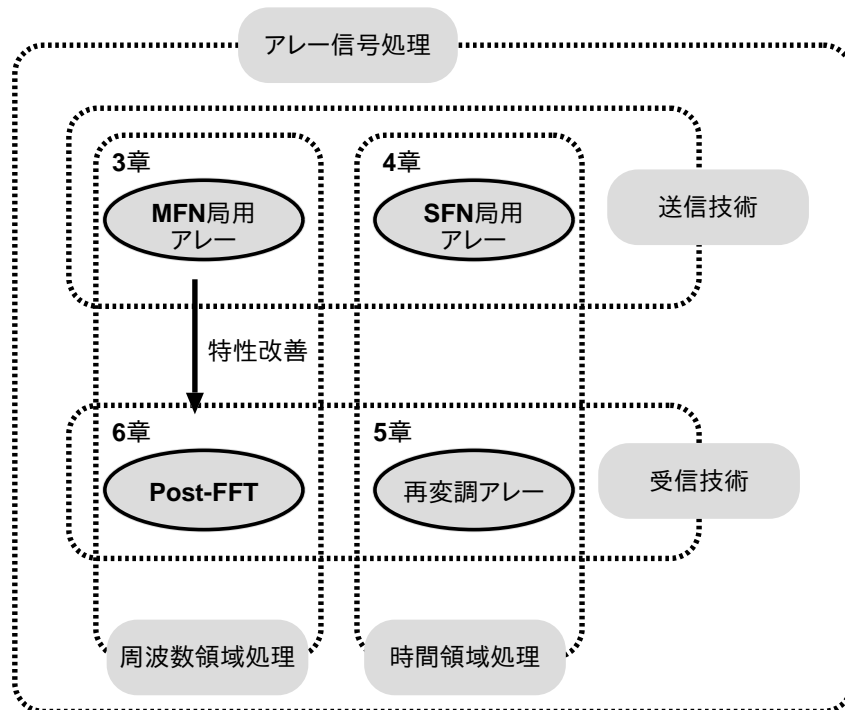 アレー信号処理
3章
4章
MFN局用
アレー
SFN局用
アレー
送信技術
特性改善
6章
5章
Post-FFT
再変調アレー
受信技術
周波数領域処理
時間領域処理